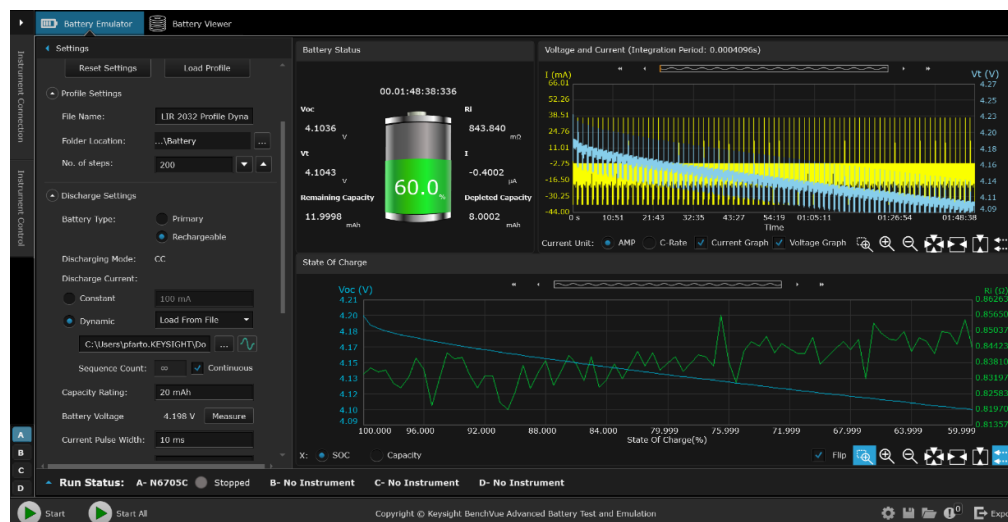 Battery Emulator
Battery Viewer
Instrument Connection
Instrument Control
Settings
Reset Settings
Load Profile
Profile Settings
File Name:
LIR 2032 Profile Dyna
Folder Location:
...\Battery
...
No. of steps:
200
Discharge Settings
Battery Type:
Primary
Rechargeable
Discharging Mode:
CC
Discharge Current:
Constant
100 mA
Dynamic
Load From File
C:\Users\pfarto.KEYSIGHT\Do
...
Sequence Count:
∞
Continuous
Capacity Rating:
20 mAh
Battery Voltage
4.198 V
Measure
Current Pulse Width:
10 ms
A
B
C
D
Battery Status
00.01:48:38:336
Voc
4.1036 V
Vt
4.1043 V
Remaining Capacity
11.9998 mAh
60.0 %
Ri
843.840 mΩ
I
-0.4002 µA
Depleted Capacity
8.0002 mAh
Voltage and Current (Integration Period: 0.0004096s)
I (mA)
66.01
52.26
38.51
24.76
11.01
-2.75
-16.50
-30.25
-44.00
Vt (V)
4.27
4.25
4.23
4.20
4.18
4.16
4.14
4.11
4.09
0 s 10:51 21:43 32:35 43:27 54:19 01:05:11 01:26:54 01:48:38
Time
Current Unit: AMP C-Rate Current Graph Voltage Graph
State Of Charge
Voc (V)
4.21
4.20
4.18
4.17
4.15
4.13
4.12
4.10
4.09
Ri (Ω)
0.86263
0.85650
0.85037
0.84423
0.83810
0.83197
0.82583
0.81970
0.81357
100.000 96.000 92.000 88.000 84.000 79.999 75.999 71.999 67.999 63.999 59.999
State Of Charge(%)
X: SOC Capacity
Flip
Run Status: A- N6705C Stopped B- No Instrument C- No Instrument D- No Instrument
Start
Start All
Copyright © Keysight BenchVue Advanced Battery Test and Emulation
0
Expo